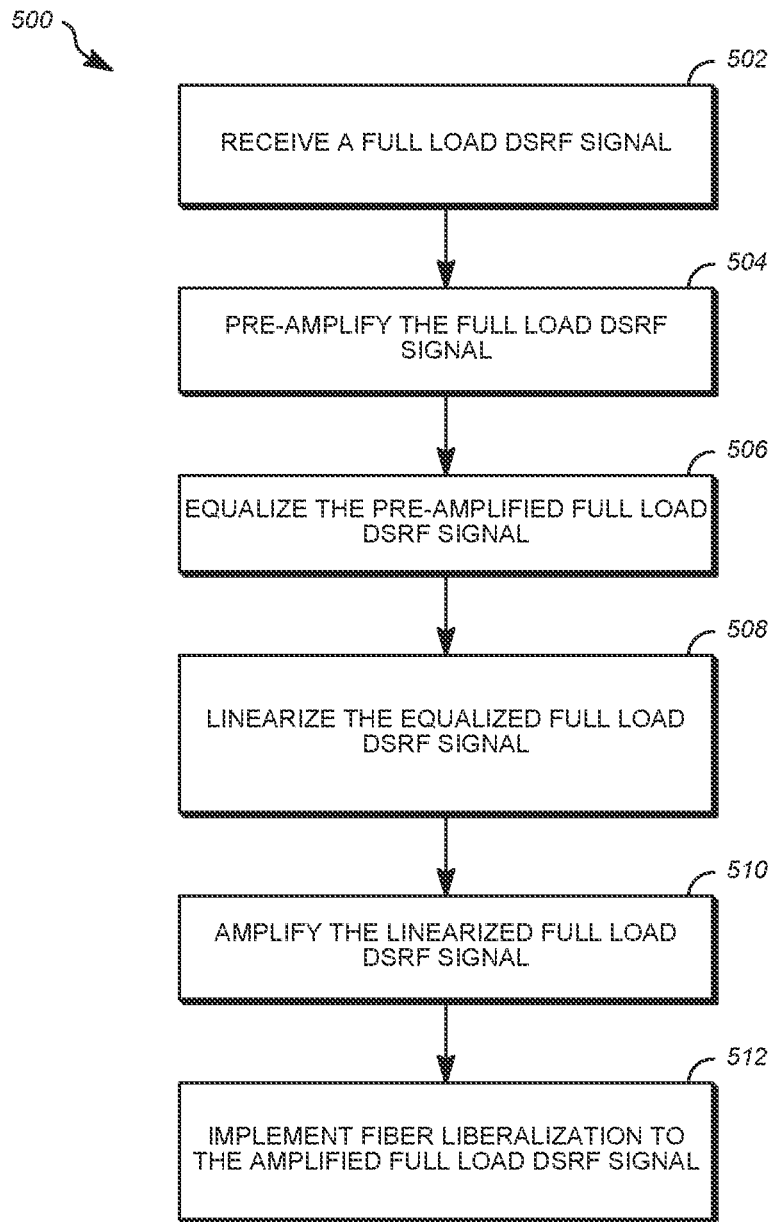 500
502
RECEIVE A FULL LOAD DSRF SIGNAL
504
PRE-AMPLIFY THE FULL LOAD DSRF
SIGNAL
506
EQUALIZE THE PRE-AMPLIFIED FULL LOAD
DSRF SIGNAL
508
LINEARIZE THE EQUALIZED FULL LOAD
DSRF SIGNAL
510
AMPLIFY THE LINEARIZED FULL LOAD
DSRF SIGNAL
512
IMPLEMENT FIBER LIBERALIZATION TO
THE AMPLIFIED FULL LOAD DSRF SIGNAL